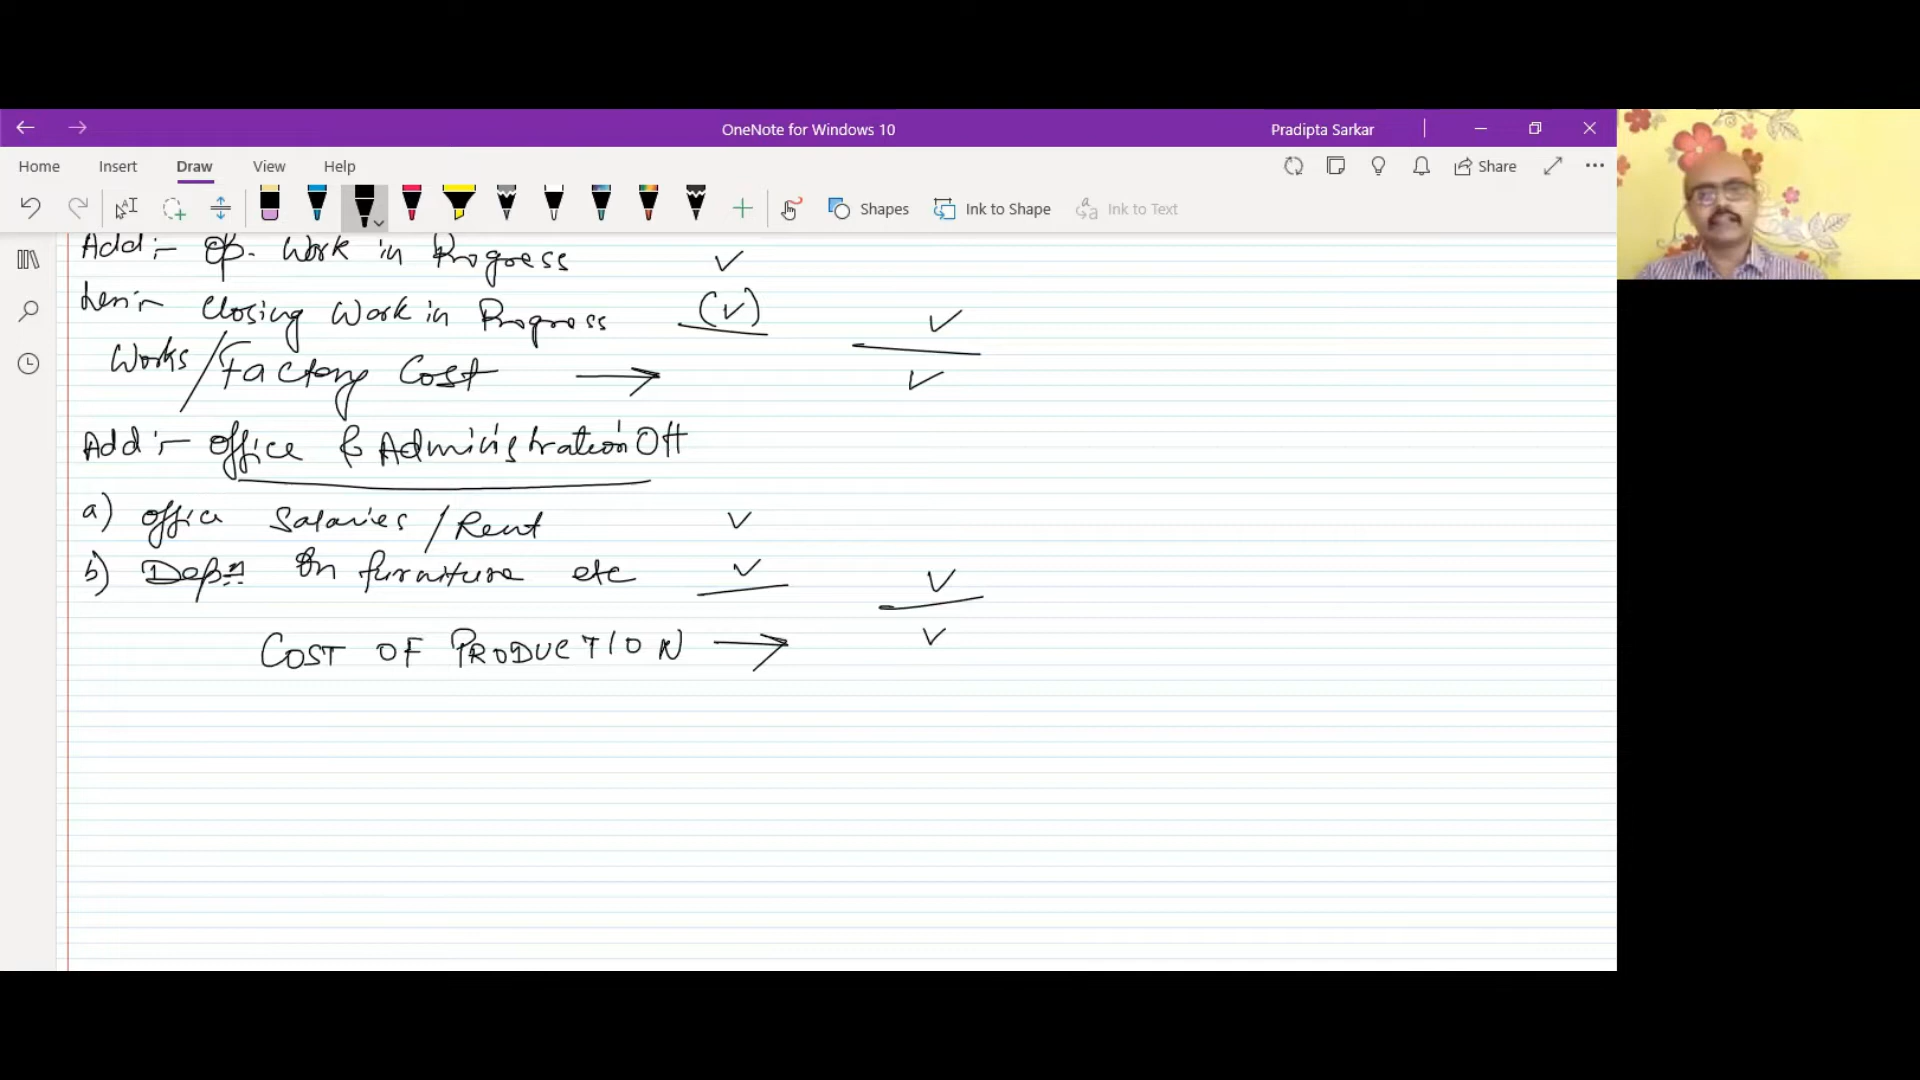 OneNote for Windows 10
Pradipta Sarkar
Home Insert Draw View Help
Share
Shapes Ink to Shape Ink to Text
Add :- Op. Work in Progress ✓
Less :- Closing Work in Progress (✓) ✓
Works / Factory Cost → ✓
Add :- Office & Administration OH
a) Office Salaries / Rent ✓
b) Depn On furniture etc ✓ ✓
COST OF PRODUCTION → ✓